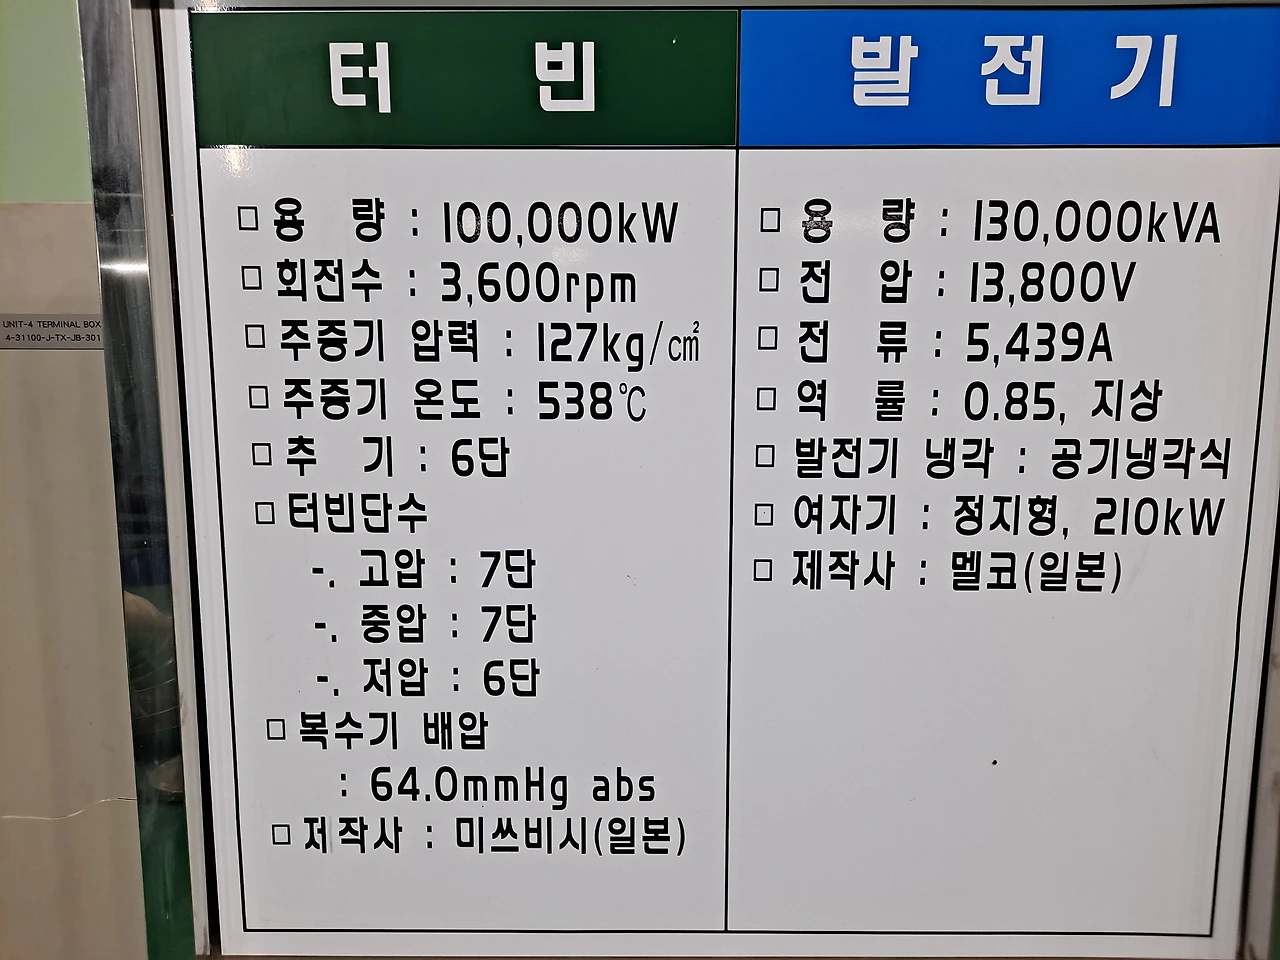 터 빈
□ 용 량 : 100,000kW
□ 회전수 : 3,600rpm
□ 주증기 압력 : 127kg/㎠
□ 주증기 온도 : 538℃
□ 추 기 : 6단
□ 터빈단수
-. 고압 : 7단
-. 중압 : 7단
-. 저압 : 6단
□ 복수기 배압
: 64.0mmHg abs
□ 저작사 : 미쓰비시(일본)
발 전 기
□ 용 량 : 130,000kVA
□ 전 압 : 13,800V
□ 전 류 : 5,439A
□ 역 률 : 0.85, 지상
□ 발전기 냉각 : 공기냉각식
□ 여자기 : 정지형, 210kW
□ 제작사 : 멜코(일본)
UNIT-4 TERMINAL BOX
4-31100-J-TX-JB-301